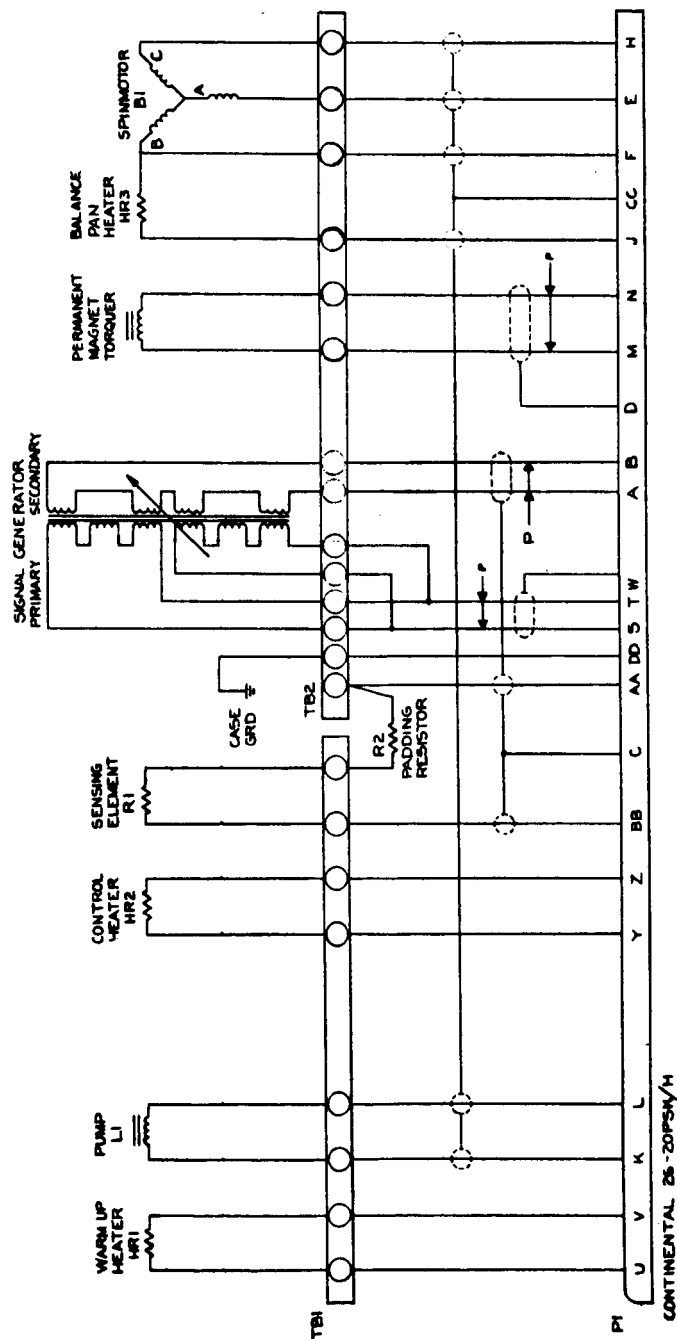 WARM UP
HEATER
HR1
PUMP
L1
CONTROL
HEATER
HR2
SENSING
ELEMENT
R1
CASE
GRD
SIGNAL GENERATOR
PRIMARY SECONDARY
PERMANENT
MAGNET
TORQUER
BALANCE
PAN
HEATER
HR3
SPINMOTOR
B1
B A C
TB1
TB2
R2
PADDING
RESISTOR
P P P
P1
U V K L Y Z BB C AA DD S T W A B D M N J CC F E H
CONTINENTAL 26-20PSK/H